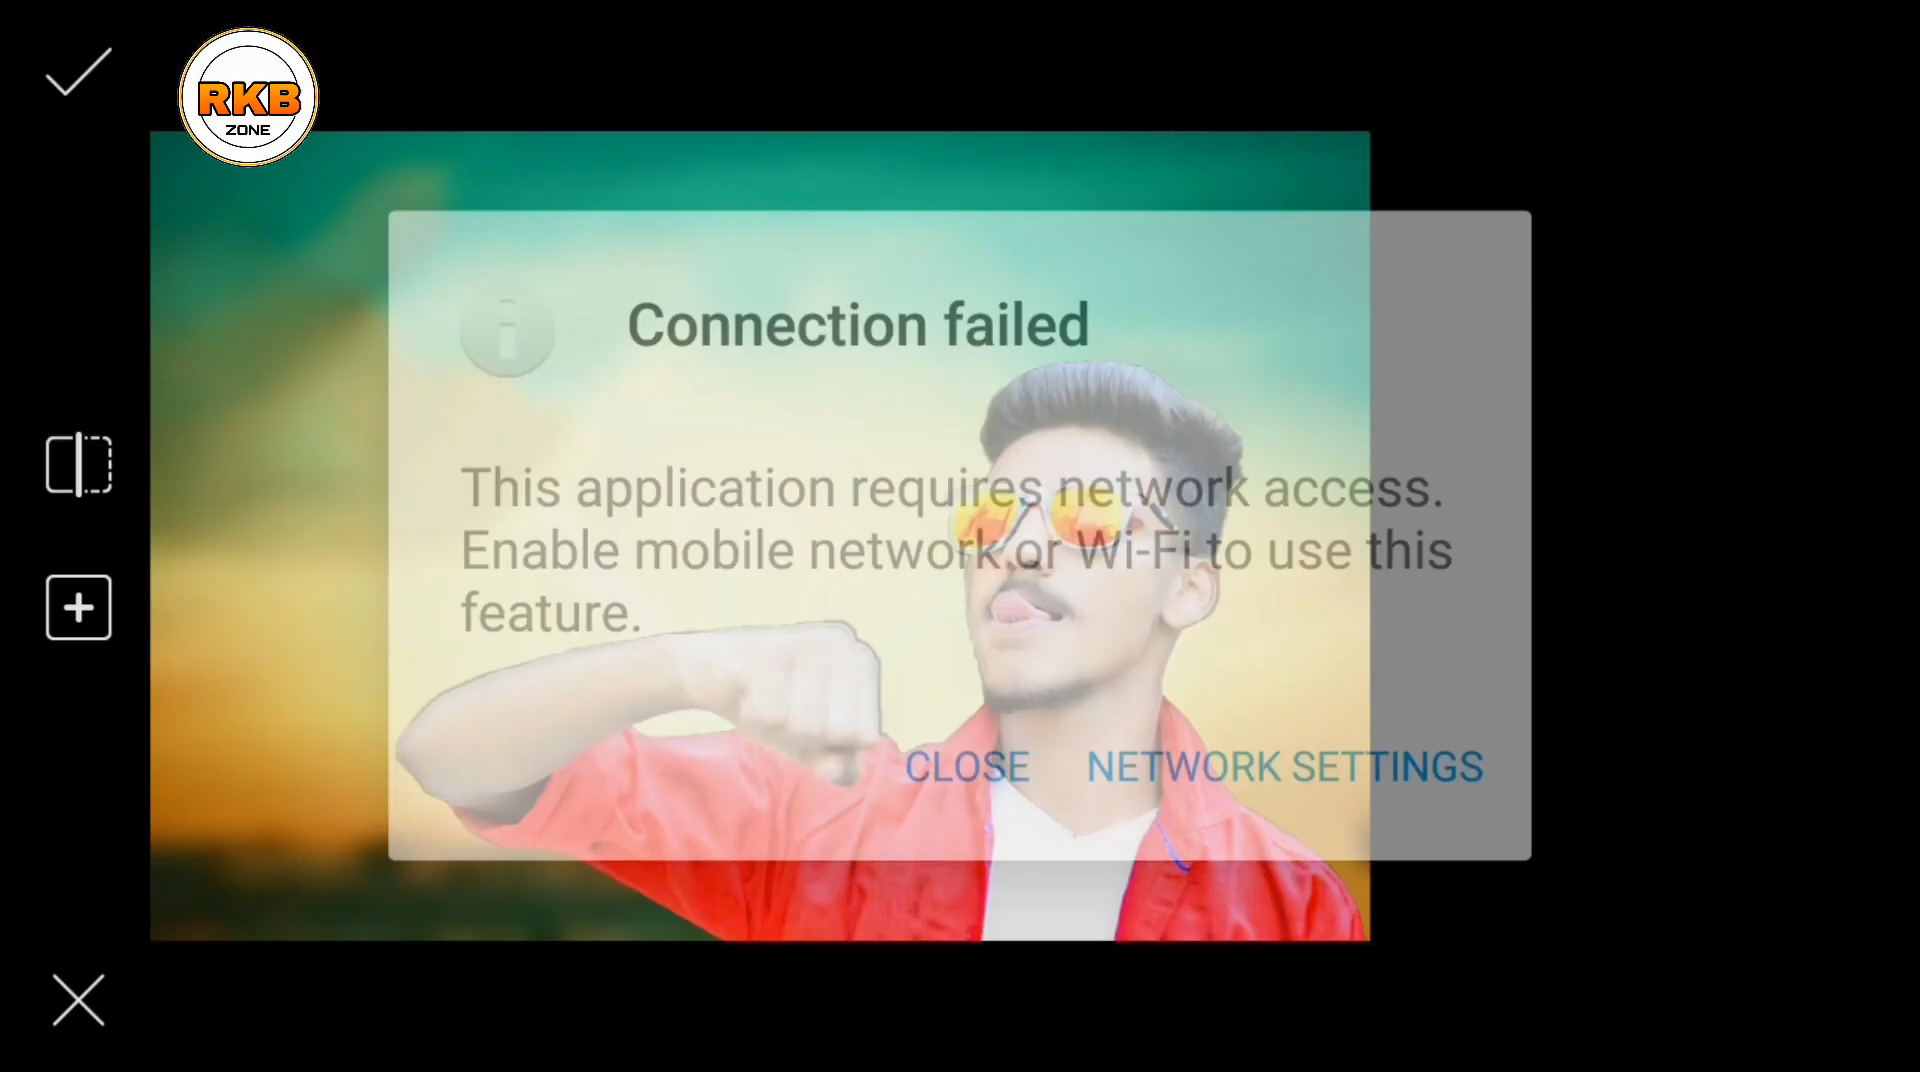 RKB
ZONE
Connection failed
This application requires network access.
Enable mobile network or Wi-Fi to use this
feature.
CLOSE NETWORK SETTINGS